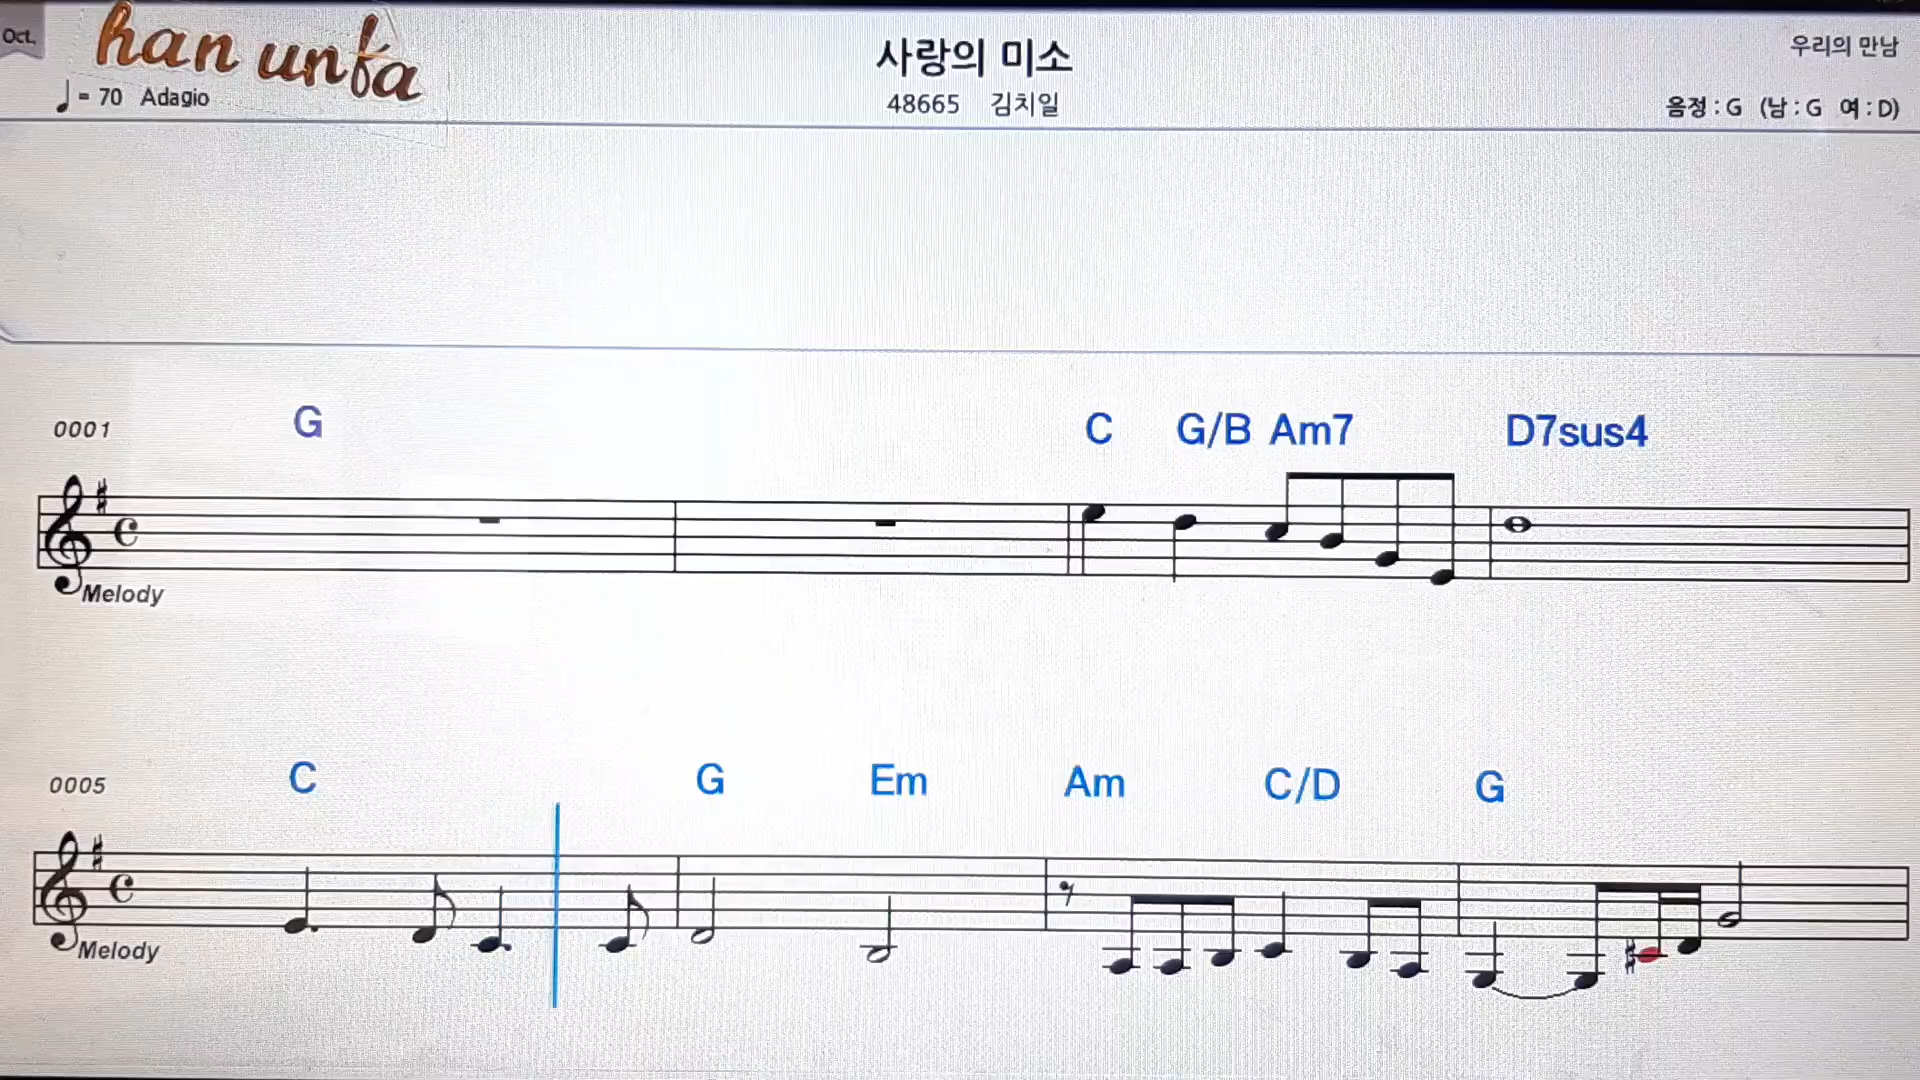 Oct.
han unfa
사랑의 미소
우리의 만남
= 70 Adagio
48665 김치일
음정 : G (남 : G 여 : D)
0001 G C G/B Am7 D7sus4
Melody
0005 C G Em Am C/D G
Melody